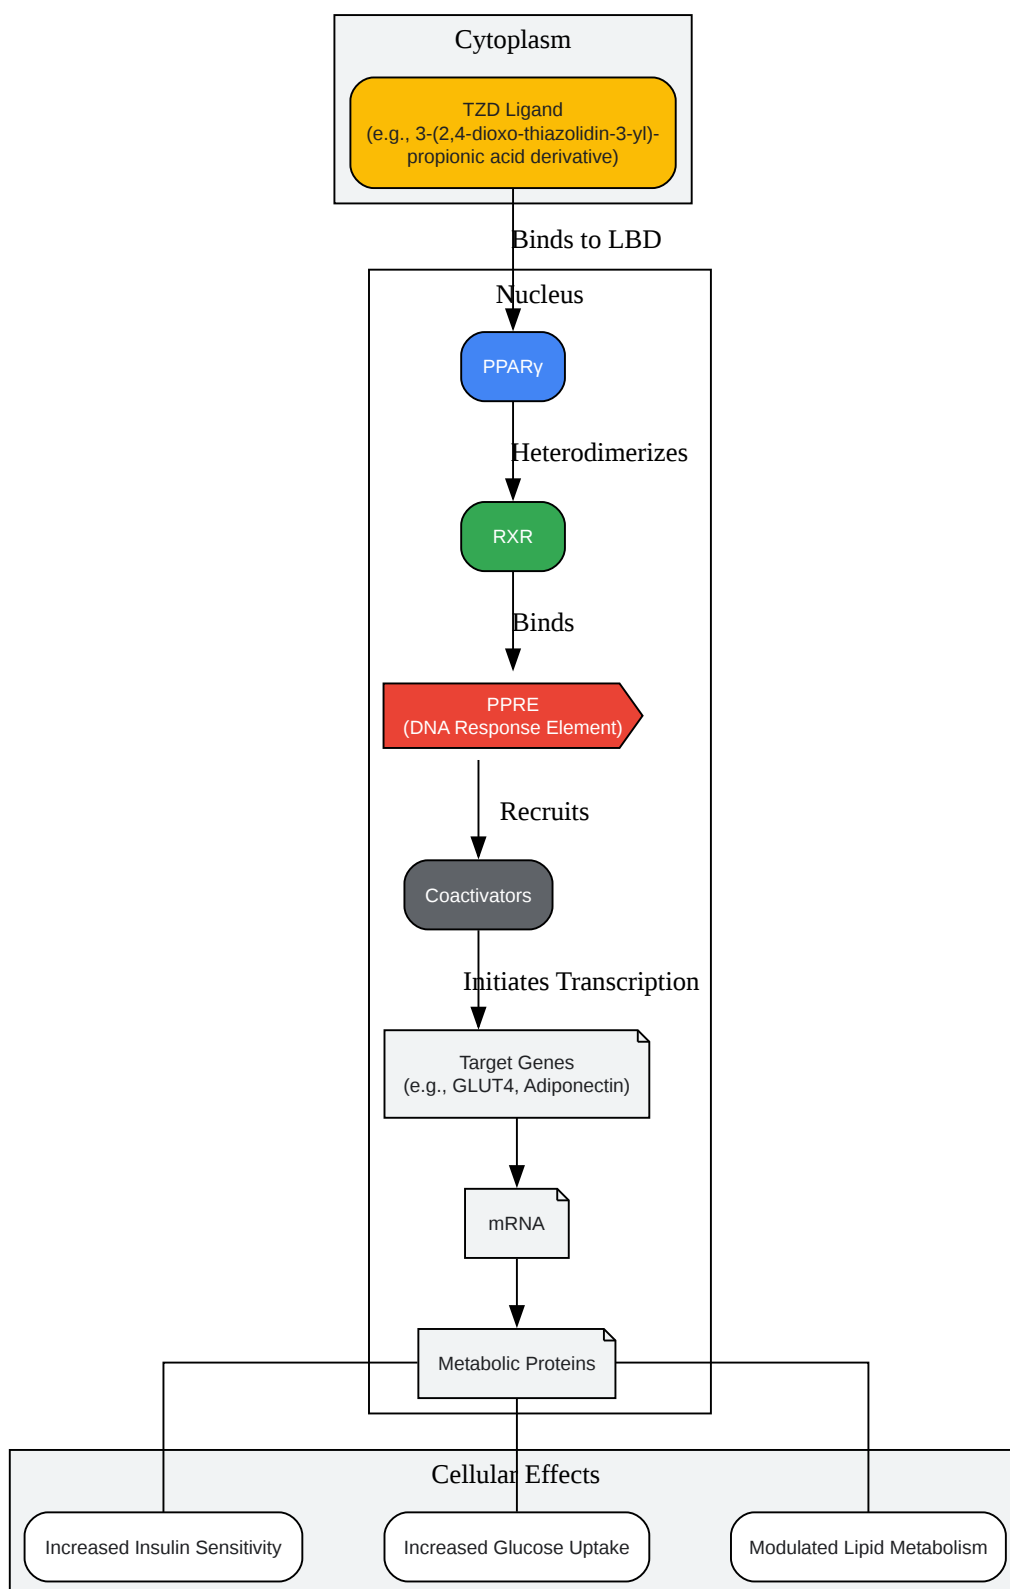 Cytoplasm
TZD Ligand
(e.g., 3-(2,4-dioxo-thiazolidin-3-yl)-
propionic acid derivative)
Binds to LBD
Nucleus
PPARγ
Heterodimerizes
RXR
Binds
PPRE
(DNA Response Element)
Recruits
Coactivators
Initiates Transcription
Target Genes
(e.g., GLUT4, Adiponectin)
mRNA
Metabolic Proteins
Cellular Effects
Increased Insulin Sensitivity
Increased Glucose Uptake
Modulated Lipid Metabolism